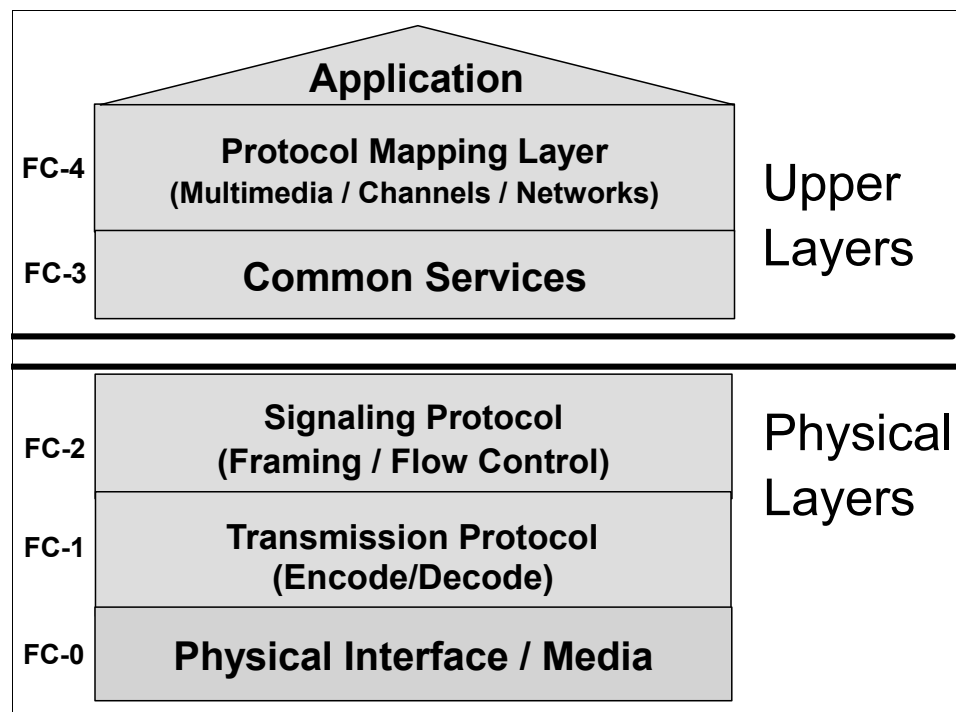 Application
FC-4
Protocol Mapping Layer
(Multimedia / Channels / Networks)
Upper
Layers
FC-3
Common Services
FC-2
Signaling Protocol
(Framing / Flow Control)
Physical
Layers
FC-1
Transmission Protocol
(Encode/Decode)
FC-0
Physical Interface / Media